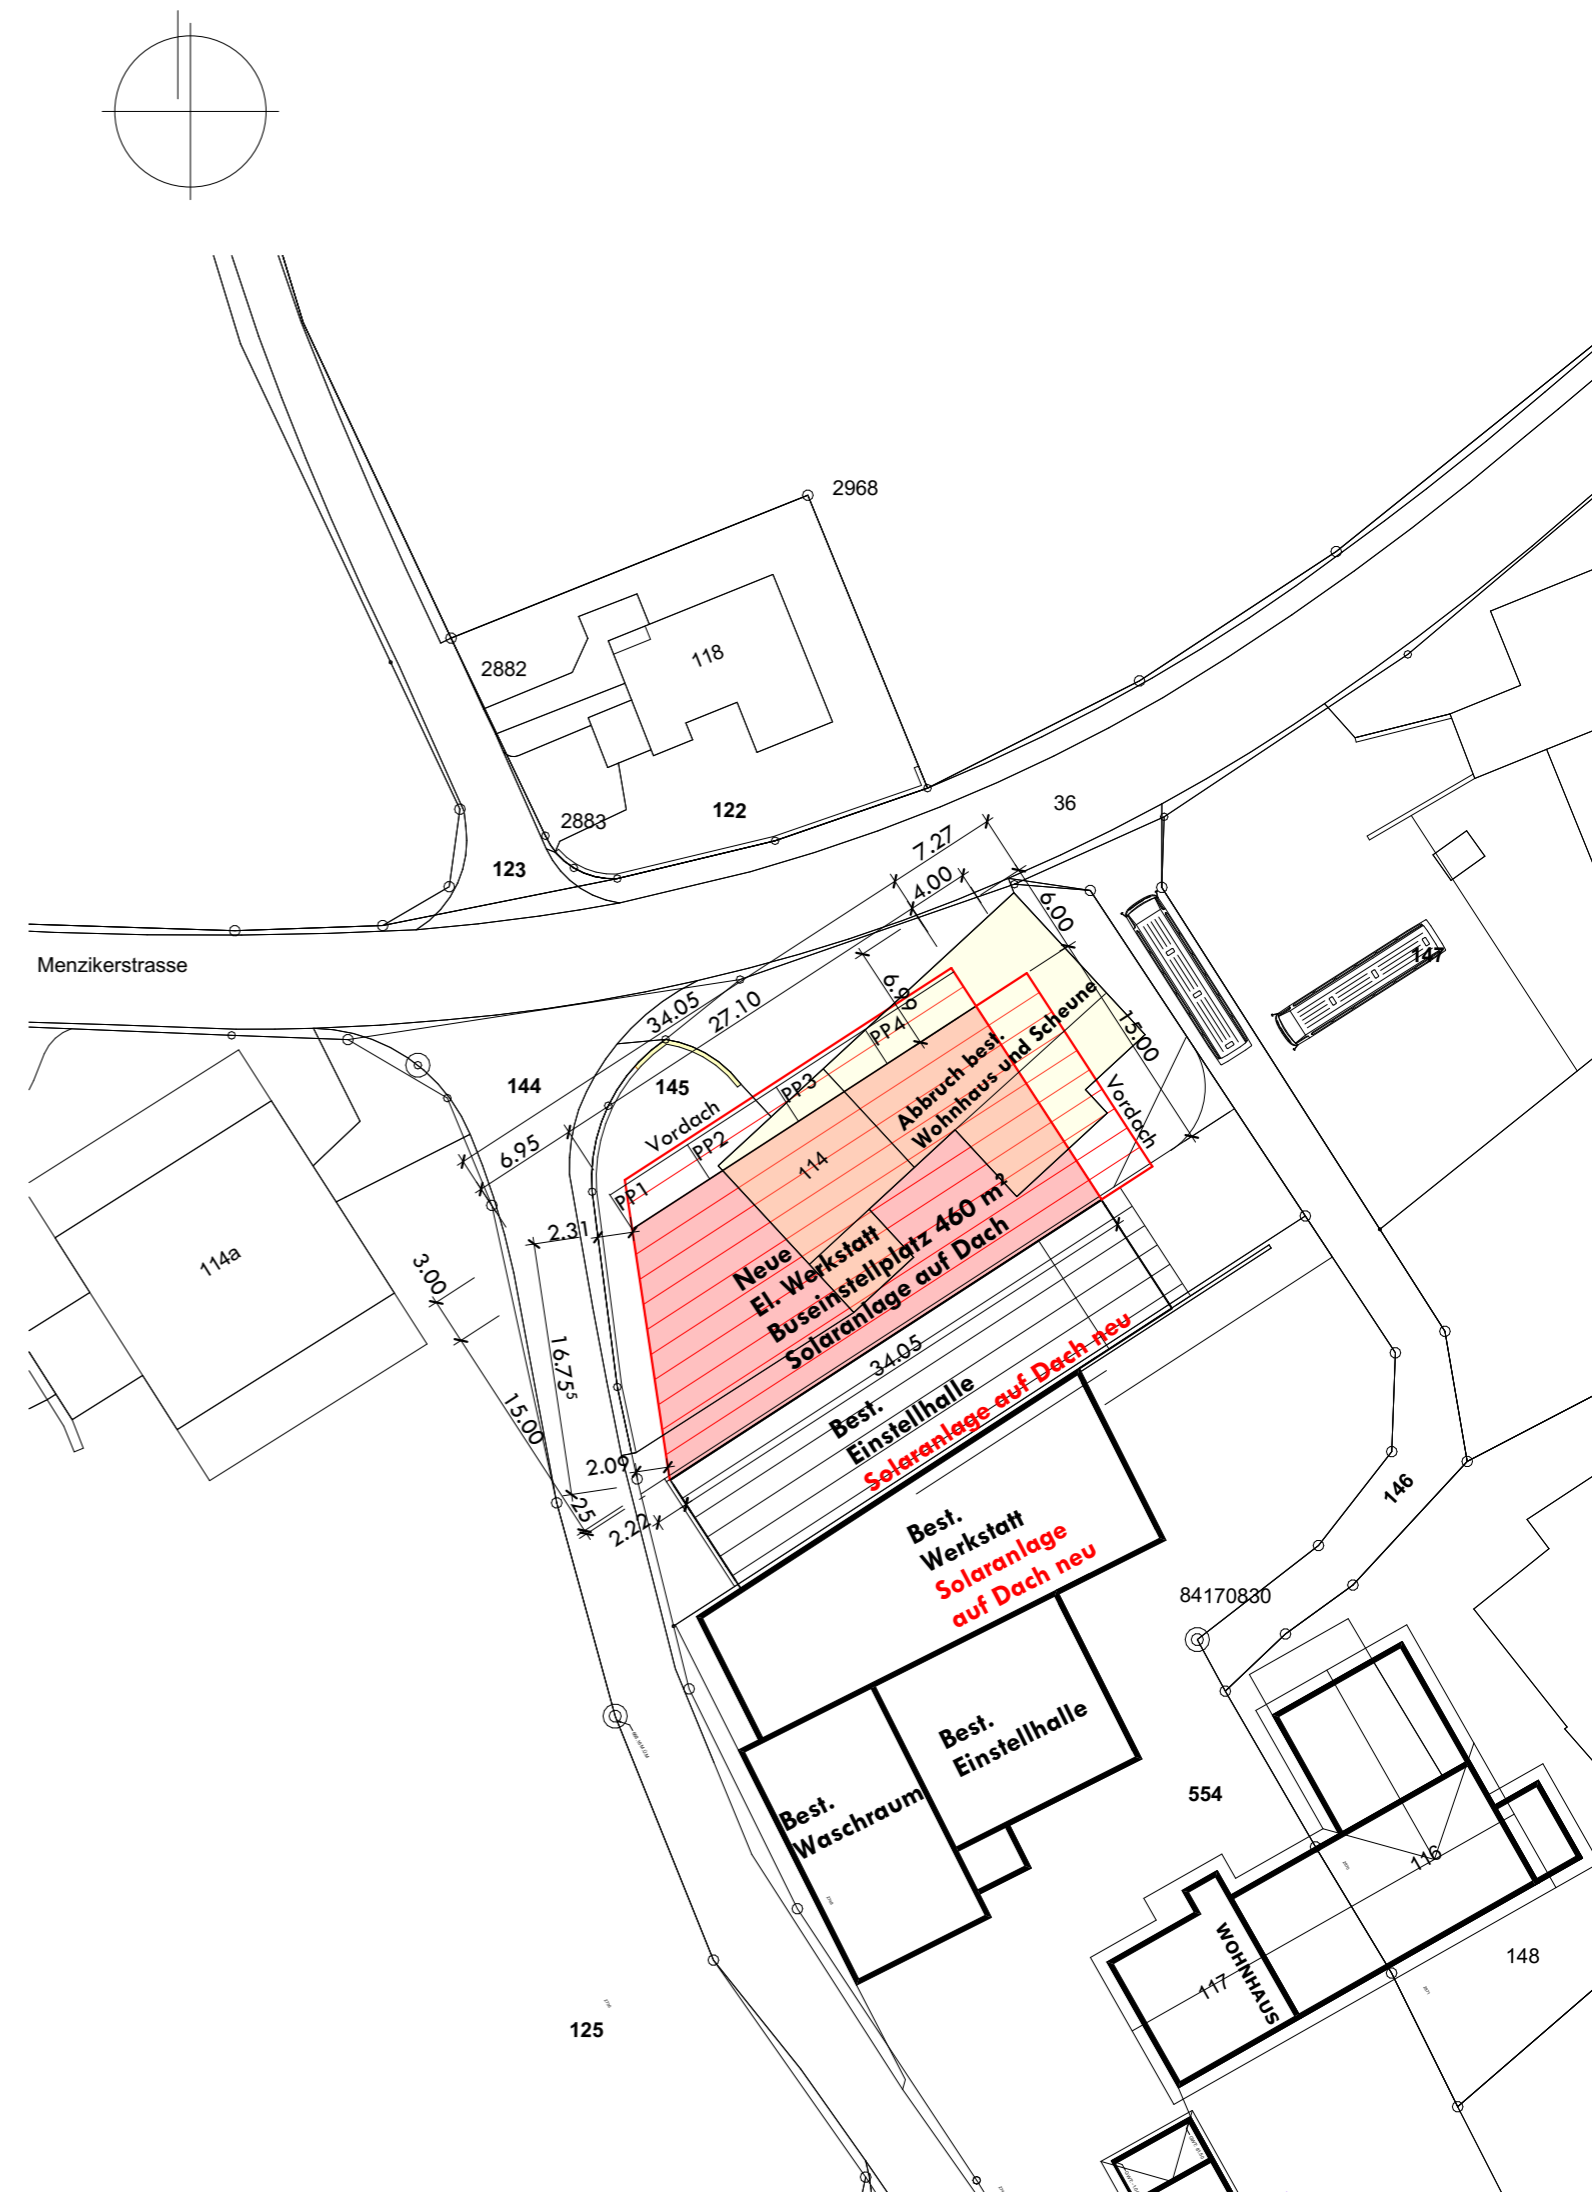 2968
118
2882
2883
122
36
123
7.27
4.00
6.00
147
Menzikerstrasse
6.99
34.05
27.10
PP4
15.00
144
145
PP3
Abbruch best.
Wohnhaus und Scheune
Vordach
Vordach
PP2
6.95
114
PP1
2.31
114a
3.00
Neue
El. Werkstatt
Buseinstellplatz 460 m²
Solaranlage auf Dach
16.75⁵
34.05
15.00
Best.
Einstellhalle
Solaranlage auf Dach neu
2.09
25
2.22
146
Best.
Werkstatt
Solaranlage
auf Dach neu
84170830
Best.
Einstellhalle
554
Best.
Waschraum
116
WOHNHAUS
117
148
125